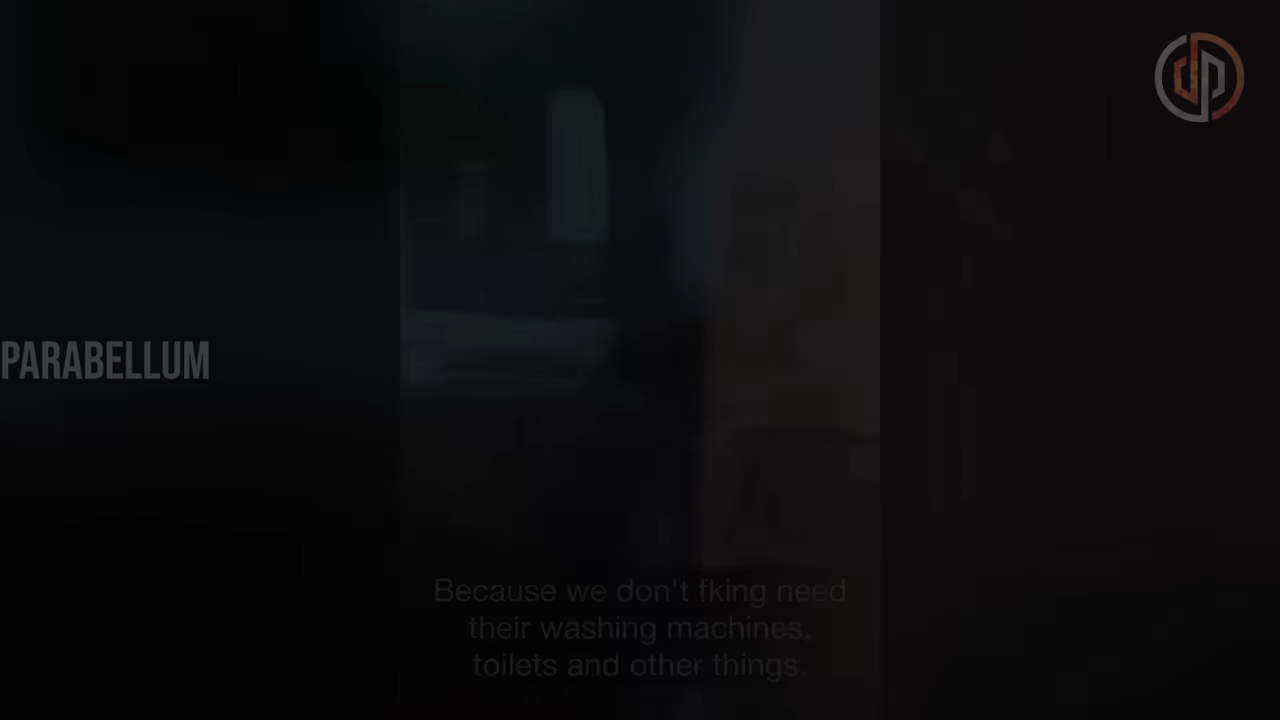 PARABELLUM
Because we don't fking need
their washing machines,
toilets and other things.